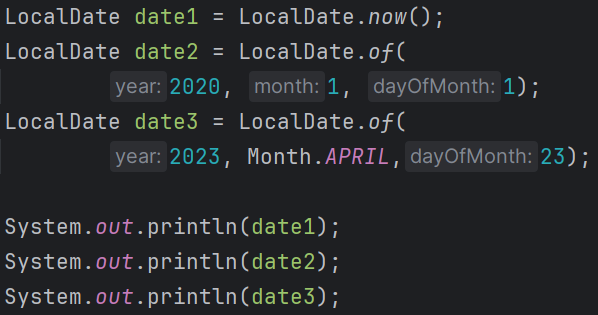 LocalDate date1 = LocalDate.now();
LocalDate date2 = LocalDate.of(
year: 2020, month: 1, dayOfMonth: 1);
LocalDate date3 = LocalDate.of(
year: 2023, Month.APRIL, dayOfMonth: 23);
System.out.println(date1);
System.out.println(date2);
System.out.println(date3);